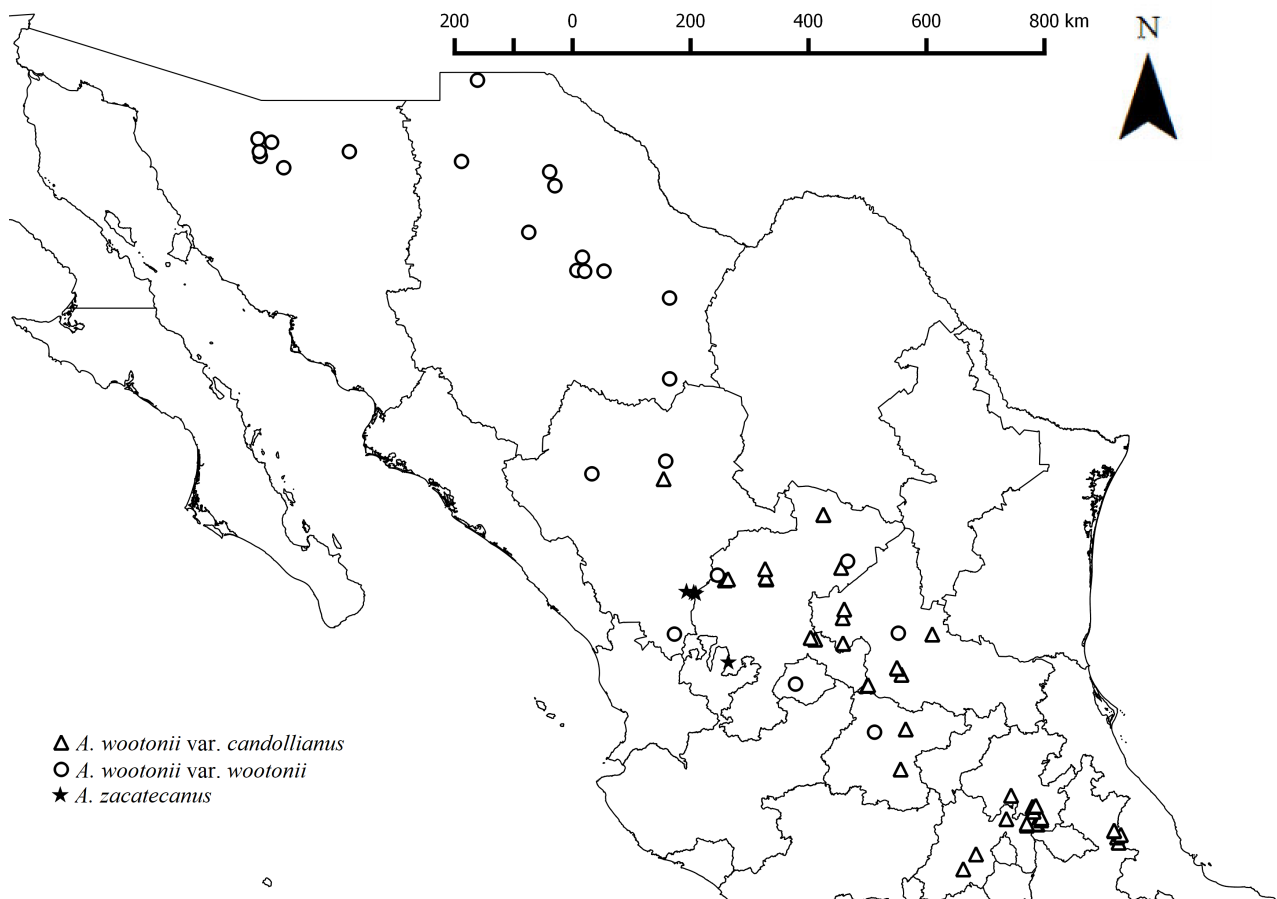 200 0 200 400 600 800 km
N
A. wootonii var. candollianus
A. wootonii var. wootonii
A. zacatecanus